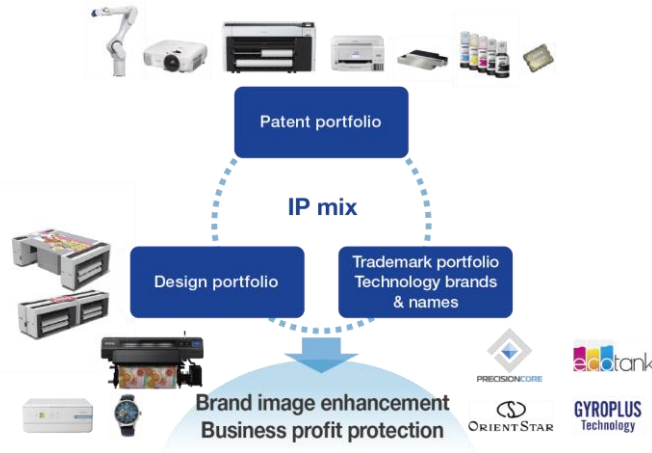 Patent portfolio
IP mix
Design portfolio
Trademark portfolio
Technology brands
& names
PRECISIONCORE
ecotank
Brand image enhancement
Business profit protection
ORIENT STAR
GYROPLUS
Technology